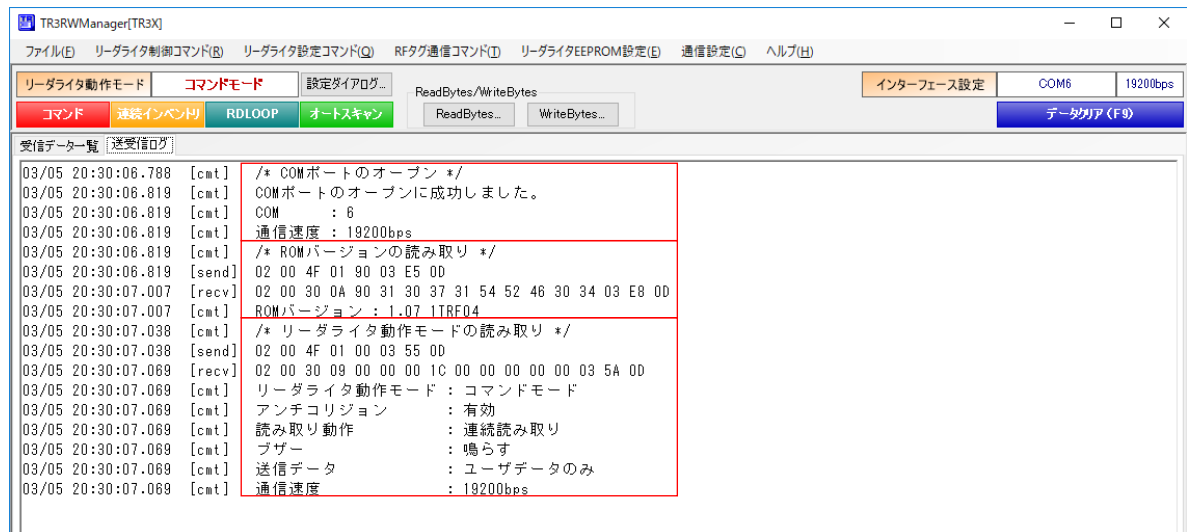 TR3RWManager[TR3X]
ファイル(F) リーダライタ制御コマンド(R) リーダライタ設定コマンド(Q) RFタグ通信コマンド(T) リーダライタEEPROM設定(E) 通信設定(C) ヘルプ(H)
リーダライタ動作モード コマンドモード 設定ダイアログ... ReadBytes/WriteBytes インターフェース設定 COM6 19200bps
コマンド 連続インベントリ RDLOOP オートスキャン ReadBytes... WriteBytes... データクリア(F9)
受信データ一覧 送受信ログ
03/05 20:30:06.788 [cmt] /* COMポートのオープン */
03/05 20:30:06.819 [cmt] COMポートのオープンに成功しました。
03/05 20:30:06.819 [cmt] COM : 6
03/05 20:30:06.819 [cmt] 通信速度 : 19200bps
03/05 20:30:06.819 [cmt] /* ROMバージョンの読み取り */
03/05 20:30:06.819 [send] 02 00 4F 01 90 03 E5 0D
03/05 20:30:07.007 [recv] 02 00 30 0A 90 31 30 37 31 54 52 46 30 34 03 E8 0D
03/05 20:30:07.007 [cmt] ROMバージョン : 1.07 1TRF04
03/05 20:30:07.038 [cmt] /* リーダライタ動作モードの読み取り */
03/05 20:30:07.038 [send] 02 00 4F 01 00 03 55 0D
03/05 20:30:07.069 [recv] 02 00 30 09 00 00 00 1C 00 00 00 00 00 03 5A 0D
03/05 20:30:07.069 [cmt] リーダライタ動作モード : コマンドモード
03/05 20:30:07.069 [cmt] アンチコリジョン : 有効
03/05 20:30:07.069 [cmt] 読み取り動作 : 連続読み取り
03/05 20:30:07.069 [cmt] ブザー : 鳴らす
03/05 20:30:07.069 [cmt] 送信データ : ユーザデータのみ
03/05 20:30:07.069 [cmt] 通信速度 : 19200bps